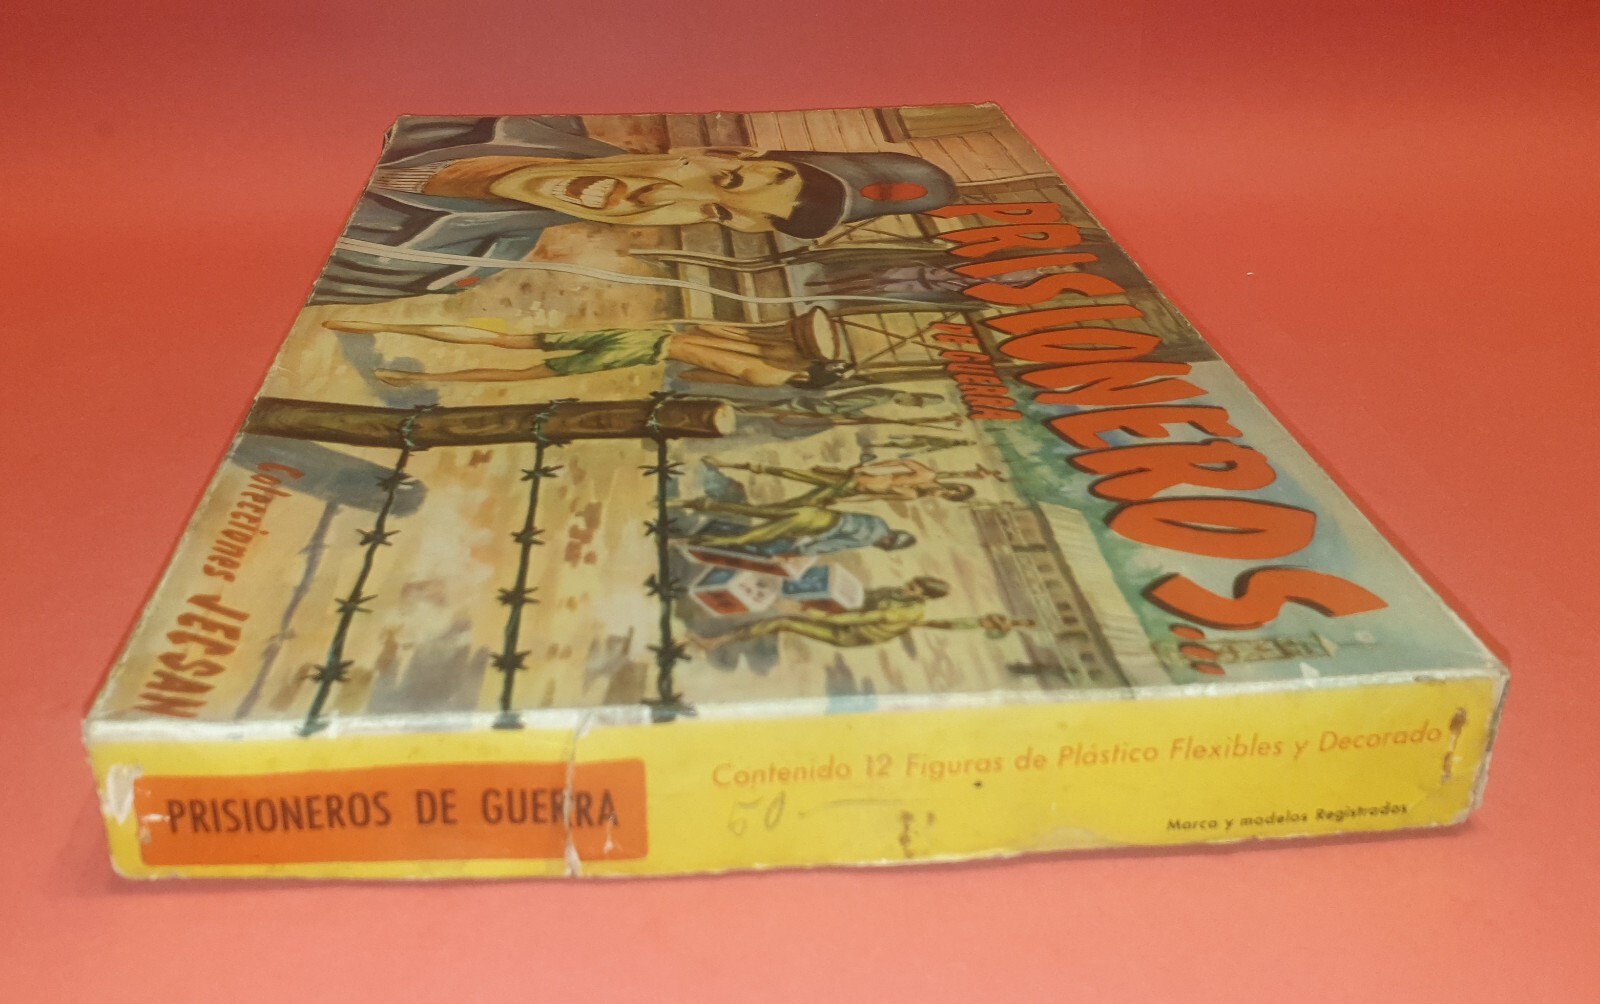 PRISIONEROS...
DE GUERRA
Colecciones JECSAN
PRISIONEROS DE GUERRA
Contenido 12 Figuras de Plástico Flexibles y Decorado
50.-
Marca y modelos Registrados